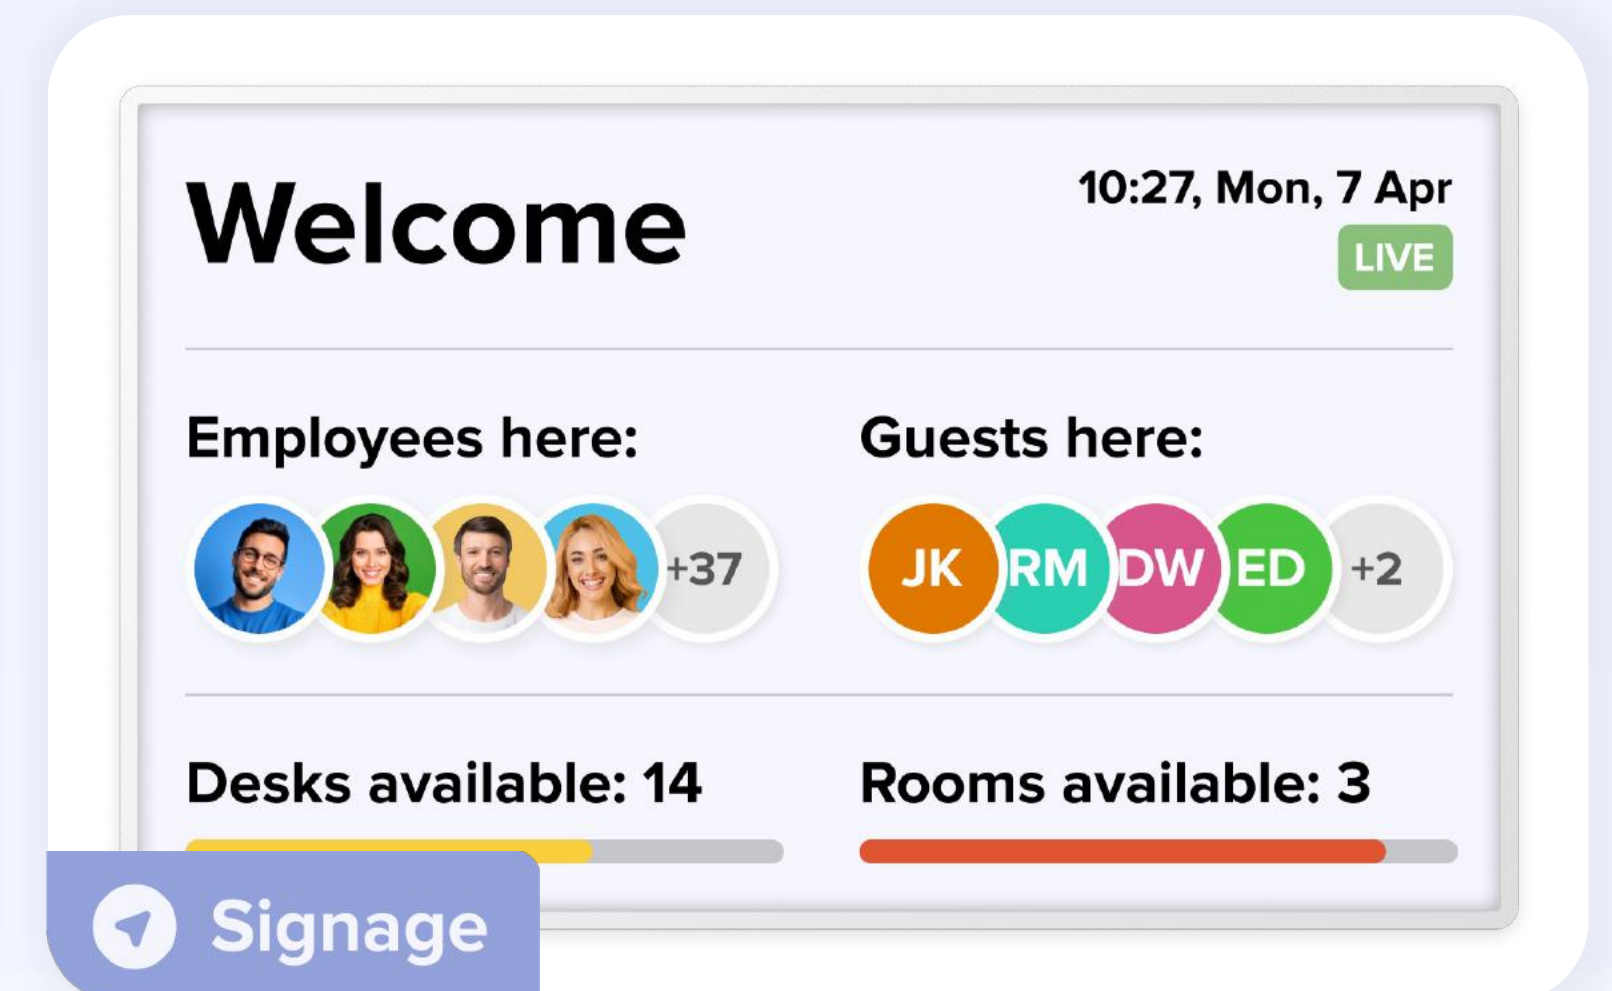 Welcome
10:27, Mon, 7 Apr
LIVE
Employees here:
+37
Guests here:
JK RM DW ED +2
Desks available: 14
Rooms available: 3
Signage